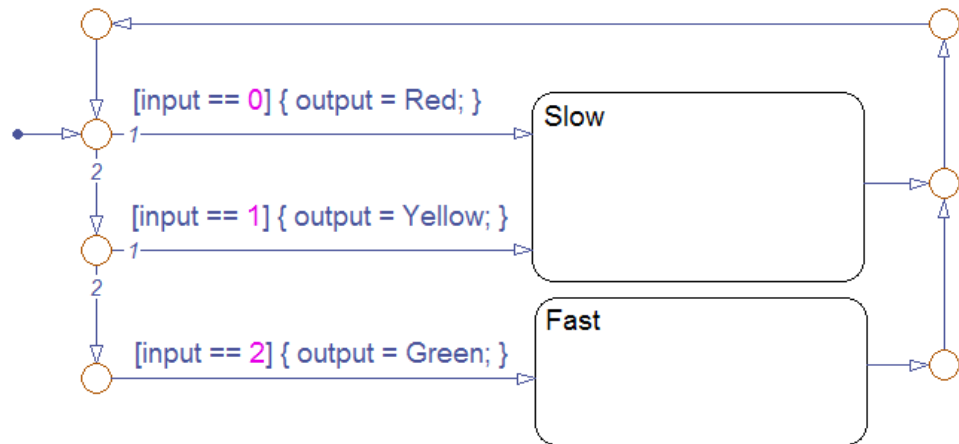 [input == 0] { output = Red; }
Slow
1
2
[input == 1] { output = Yellow; }
1
2
Fast
[input == 2] { output = Green; }